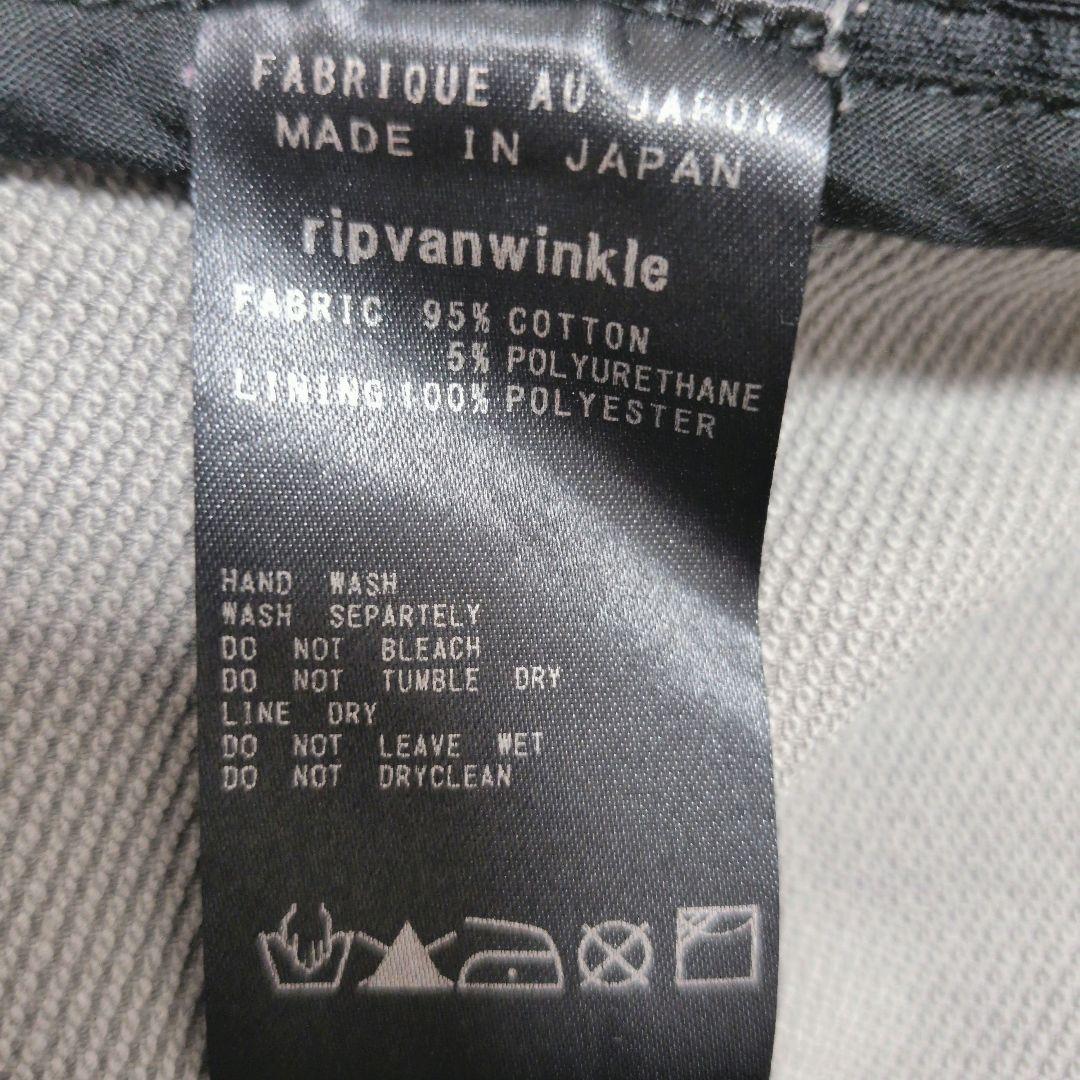 FABRIQUE AU JAPON
MADE IN JAPAN
ripvanwinkle
FABRIC 95% COTTON
5% POLYURETHANE
LINING 100% POLYESTER
HAND WASH
WASH SEPARTELY
DO NOT BLEACH
DO NOT TUMBLE DRY
LINE DRY
DO NOT LEAVE WET
DO NOT DRYCLEAN